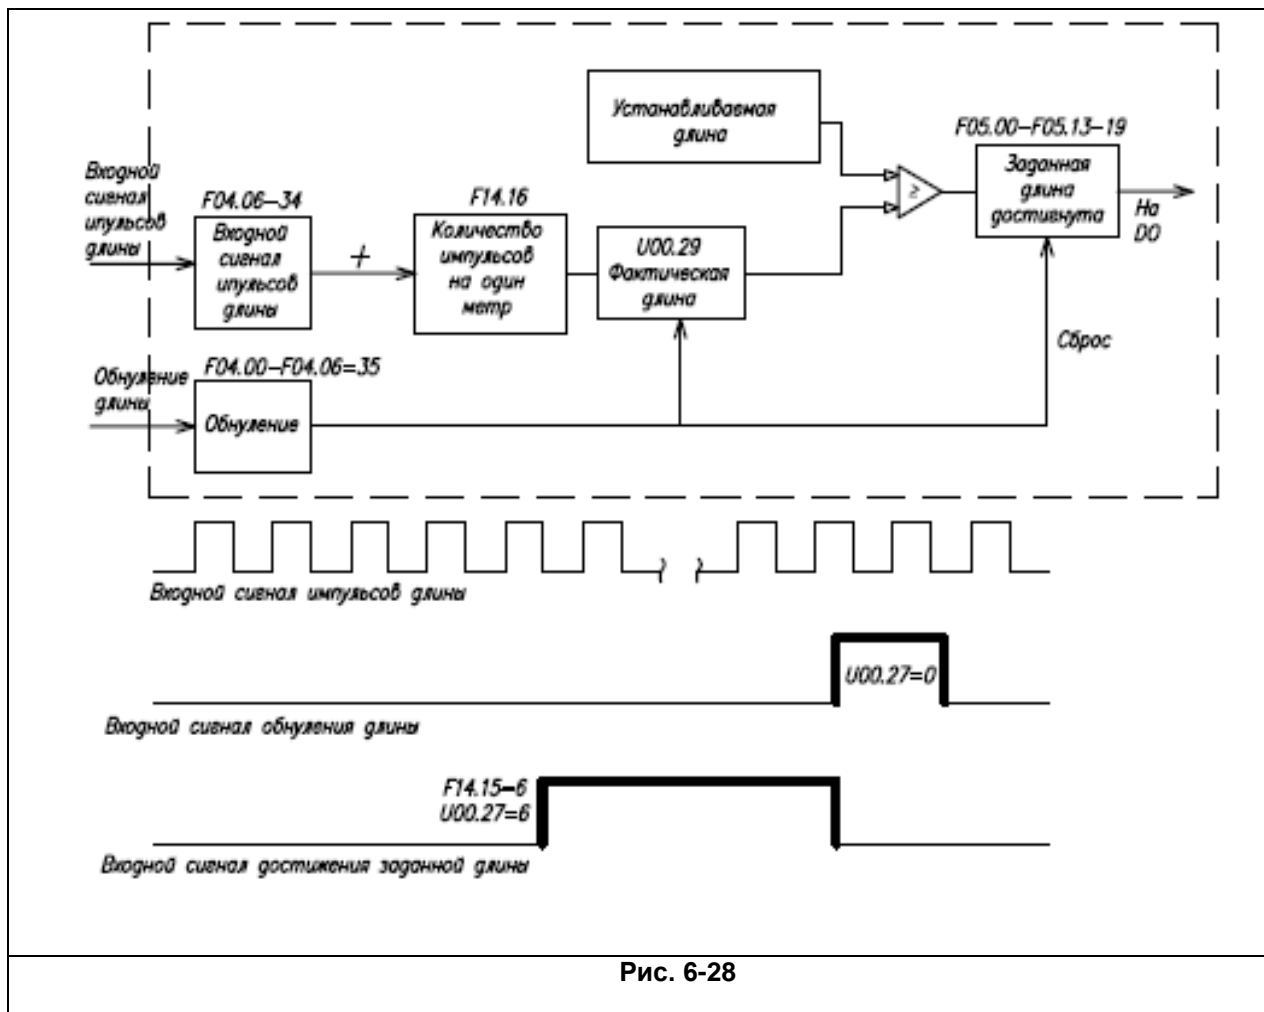 Устанавливаемая
длина
F05.00–F05.13–19
Входной
сигнал
ипульсов
длины
F04.06–34
Входной
сигнал
ипульсов
длины
+
F14.16
Количество
импульсов
на один
метр
U00.29
Фактическая
длина
≥
Заданная
длина
достигнута
На
DO
Сброс
Обнуление
длины
F04.00–F04.06=35
Обнуление
Входной сигнал импульсов длины
U00.27=0
Входной сигнал обнуления длины
F14.15–6
U00.27=6
Входной сигнал достижения заданной длины
Рис. 6-28